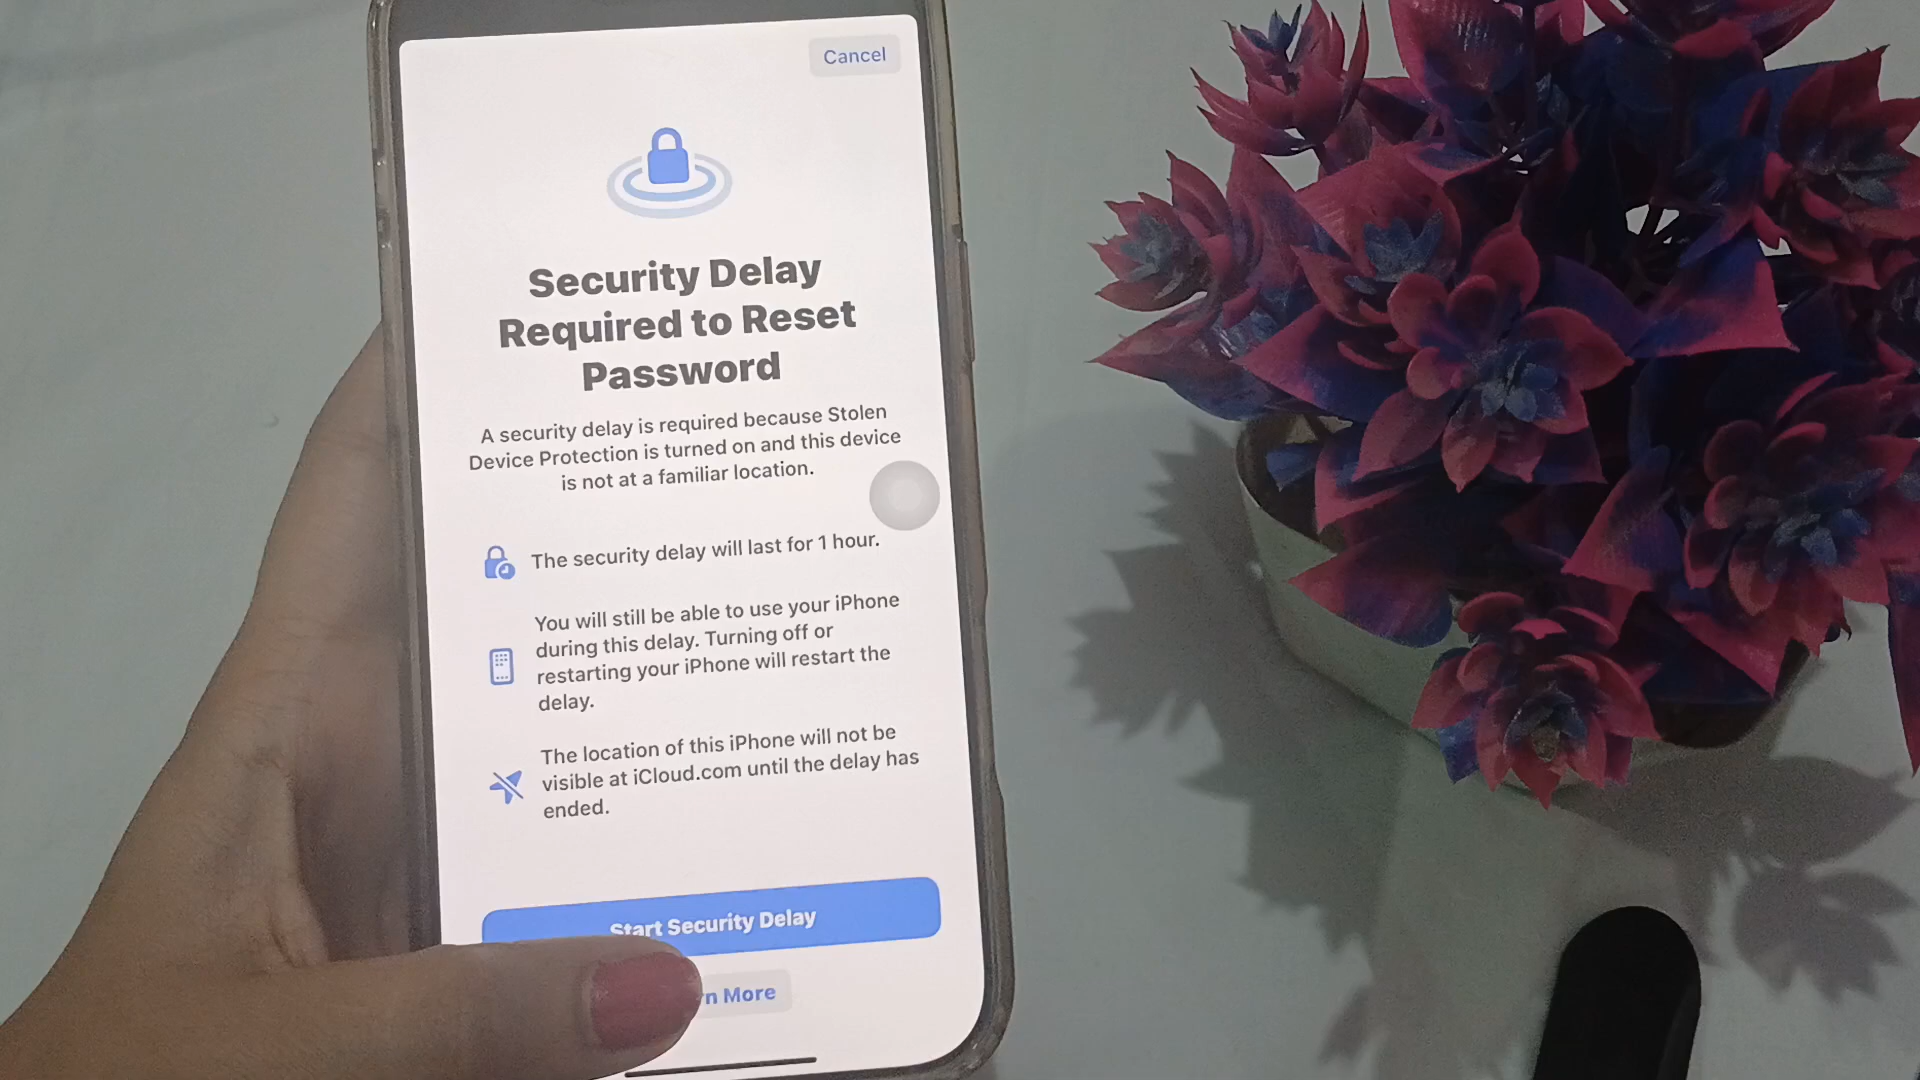 Cancel
Security Delay
Required to Reset
Password
A security delay is required because Stolen
Device Protection is turned on and this device
is not at a familiar location.
The security delay will last for 1 hour.
You will still be able to use your iPhone
during this delay. Turning off or
restarting your iPhone will restart the
delay.
The location of this iPhone will not be
visible at iCloud.com until the delay has
ended.
Start Security Delay
More